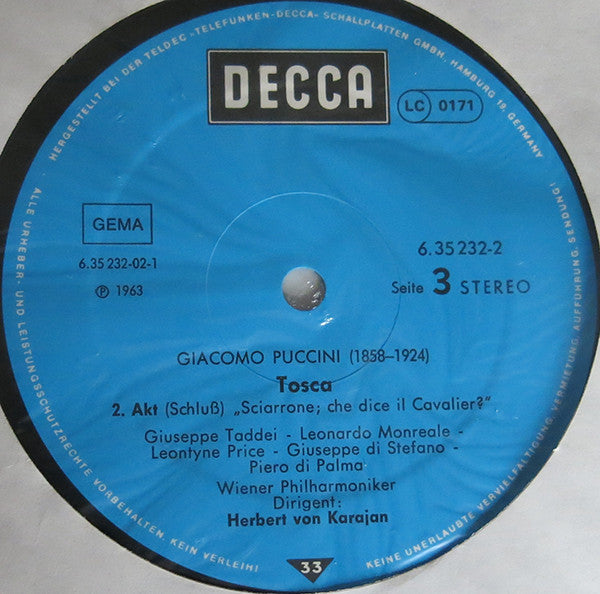 HERGESTELLT BEI DER TELDEC »TELEFUNKEN-DECCA« SCHALLPLATTEN GMBH, HAMBURG 19, GERMANY
DECCA
LC 0171
GEMA
6.35 232-02-1
Ⓟ 1963
6.35 232-2
Seite 3 STEREO
GIACOMO PUCCINI (1858–1924)
Tosca
2. Akt (Schluß) „Sciarrone; che dice il Cavalier?“
Giuseppe Taddei - Leonardo Monreale -
Leontyne Price - Giuseppe di Stefano -
Piero di Palma
Wiener Philharmoniker
Dirigent:
Herbert von Karajan
33
ALLE URHEBER- UND LEISTUNGSSCHUTZRECHTE VORBEHALTEN. KEIN VERLEIH!
KEINE UNERLAUBTE VERVIELFÄLTIGUNG, VERMIETUNG, AUFFÜHRUNG, SENDUNG!